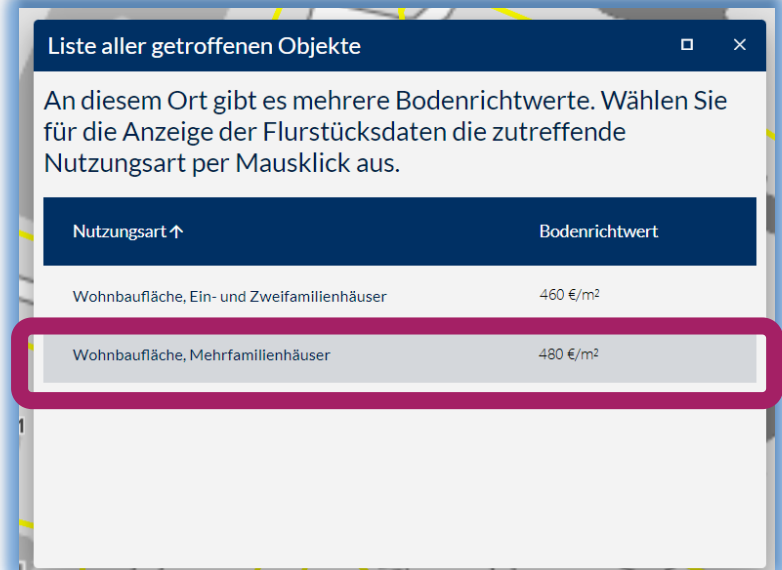 Liste aller getroffenen Objekte
An diesem Ort gibt es mehrere Bodenrichtwerte. Wählen Sie
für die Anzeige der Flurstücksdaten die zutreffende
Nutzungsart per Mausklick aus.
Nutzungsart↑ Bodenrichtwert
Wohnbaufläche, Ein- und Zweifamilienhäuser 460 €/m²
Wohnbaufläche, Mehrfamilienhäuser 480 €/m²